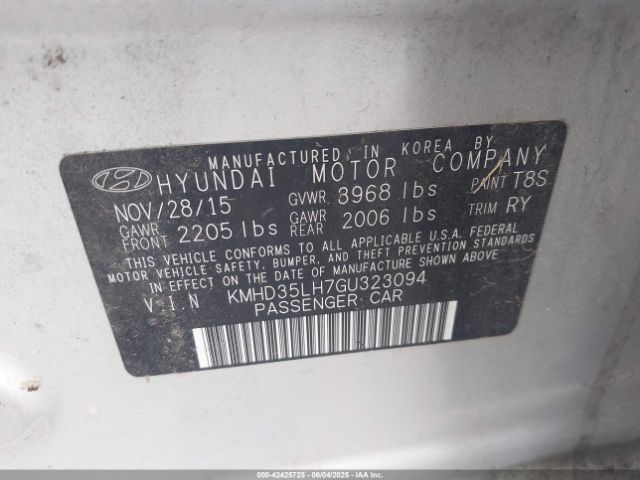 MANUFACTURED IN KOREA BY
HYUNDAI MOTOR COMPANY
NOV/28/15 GVWR 3968 lbs PAINT T8S
GAWR FRONT 2205 lbs GAWR REAR 2006 lbs TRIM RY
THIS VEHICLE CONFORMS TO ALL APPLICABLE U.S.A. FEDERAL
MOTOR VEHICLE SAFETY, BUMPER, AND THEFT PREVENTION STANDARDS
IN EFFECT ON THE DATE OF MANUFACTURE SHOWN ABOVE.
V I N KMHD35LH7GU323094
PASSENGER CAR
000-42425725 - 06/04/2025 - IAAI.COM